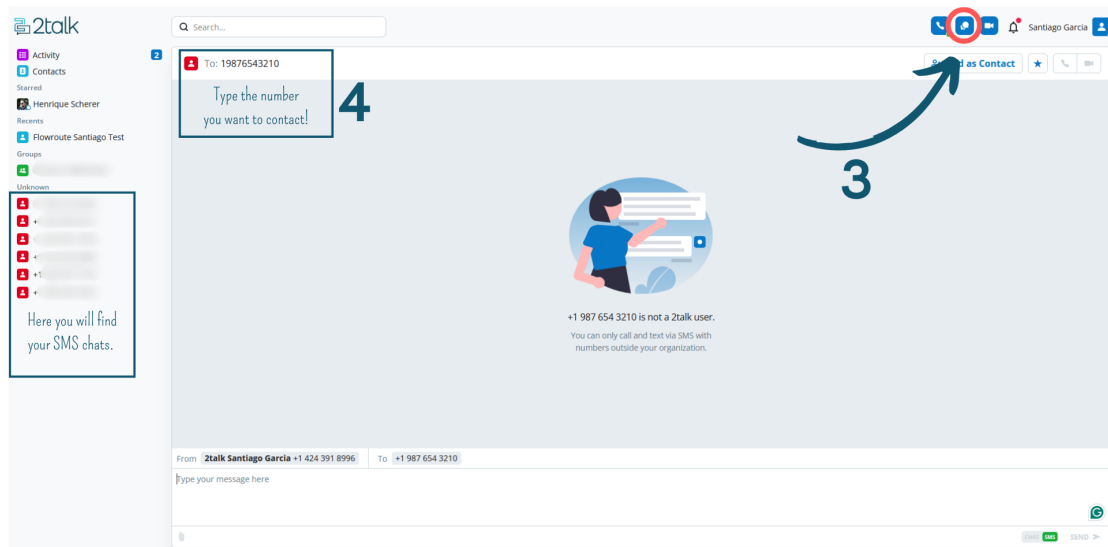 2talk
Search...
Santiago Garcia
Activity 2
Contacts
Starred
Henrique Scherer
Recents
Flowroute Santiago Test
Groups
Unknown
+
+
+1
+
Here you will find
your SMS chats.
To: 19876543210
Type the number
you want to contact!
4
as Contact
3
+1 987 654 3210 is not a 2talk user.
You can only call and text via SMS with
numbers outside your organization.
From 2talk Santiago Garcia +1 424 391 8996 To +1 987 654 3210
Type your message here
CHAT SMS SEND